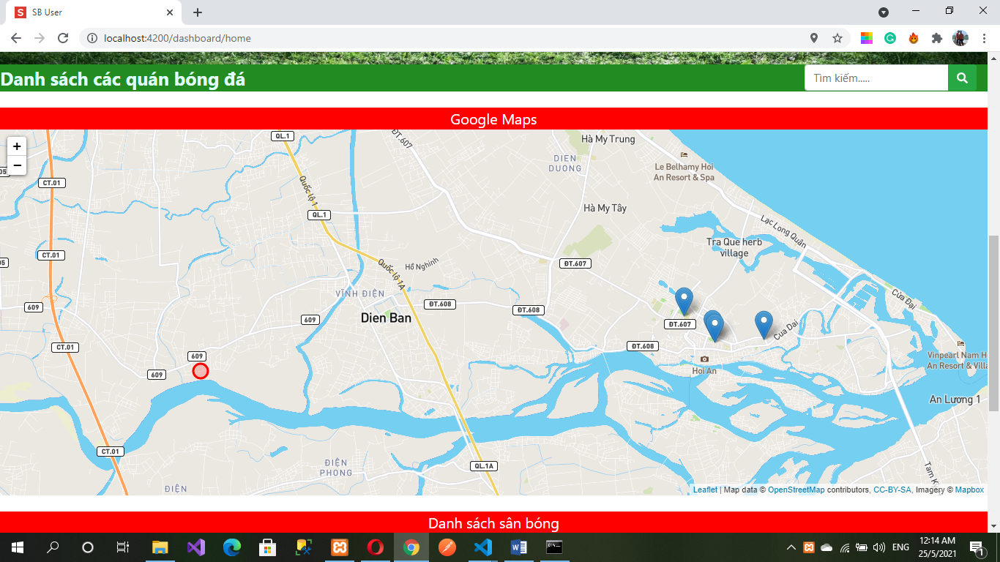 SB User
localhost:4200/dashboard/home
Danh sách các quán bóng đá
Tìm kiếm.....
Google Maps
+
−
QL.1
ĐT.607
Hà My Trung
DIEN
DUONG
Le Belhamy Hoi
An Resort & Spa
05
CT.01
Quốc lộ 1
QL.1
Hà My Tây
Lạc Long Quân
Tra Que herb
village
CT.01
05
Hồ Nghinh
Quốc lộ 1A
ĐT.607
VĨNH ĐIỆN
Cửa Đại
609
ĐT.608
ĐT.608
Dien Ban
609
ĐT.607
Cua Dai
CT.01
ĐT.608
609
Vinpearl Nam H
An Resort & Villa
609
Hoi An
An Lương 1
CT.01
ĐIỆN
PHONG
QL.1A
Tam K
ĐIỆN
Leaflet | Map data © OpenStreetMap contributors, CC-BY-SA, Imagery © Mapbox
Danh sách sân bóng
ENG
12:14 AM
25/5/2021
1